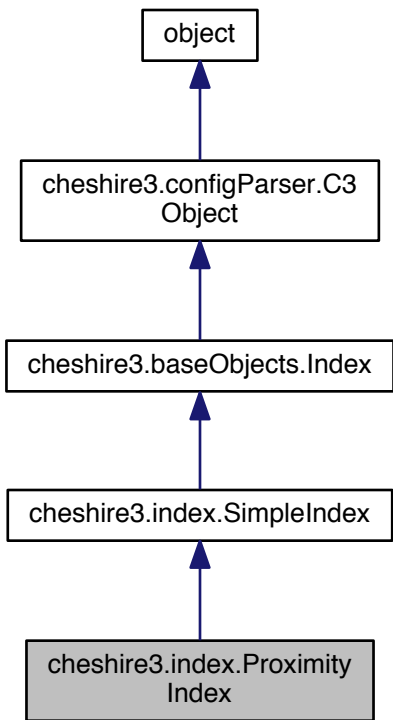 object
cheshire3.configParser.C3
Object
cheshire3.baseObjects.Index
cheshire3.index.SimpleIndex
cheshire3.index.Proximity
Index